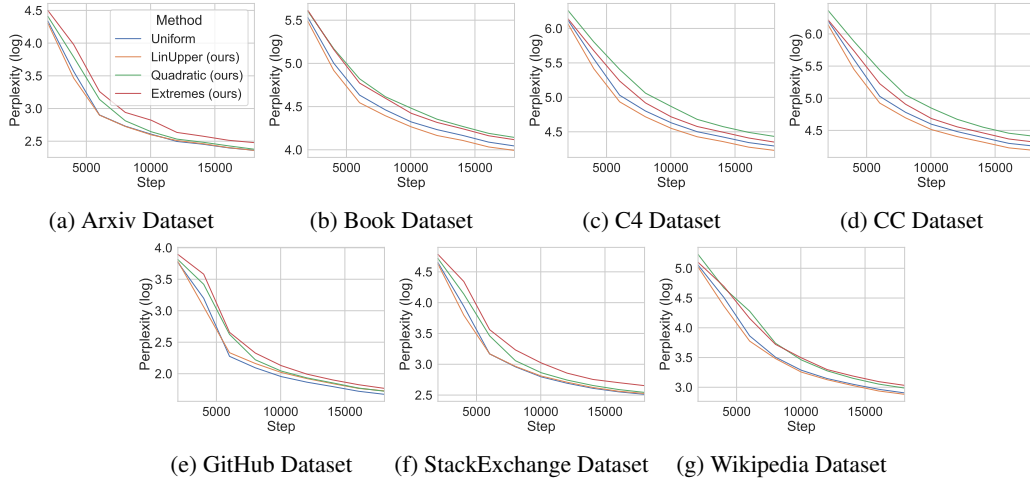 4.5
4.0
3.5
3.0
2.5
Perplexity (log)
5000
10000
15000
Step
Method
Uniform
LinUpper (ours)
Quadratic (ours)
Extremes (ours)
(a) Arxiv Dataset
5.5
5.0
4.5
4.0
Perplexity (log)
5000
10000
15000
Step
(b) Book Dataset
6.0
5.5
5.0
4.5
Perplexity (log)
5000
10000
15000
Step
(c) C4 Dataset
6.0
5.5
5.0
4.5
Perplexity (log)
5000
10000
15000
Step
(d) CC Dataset
4.0
3.5
3.0
2.5
2.0
Perplexity (log)
5000
10000
15000
Step
(e) GitHub Dataset
4.5
4.0
3.5
3.0
2.5
Perplexity (log)
5000
10000
15000
Step
(f) StackExchange Dataset
5.0
4.5
4.0
3.5
3.0
Perplexity (log)
5000
10000
15000
Step
(g) Wikipedia Dataset